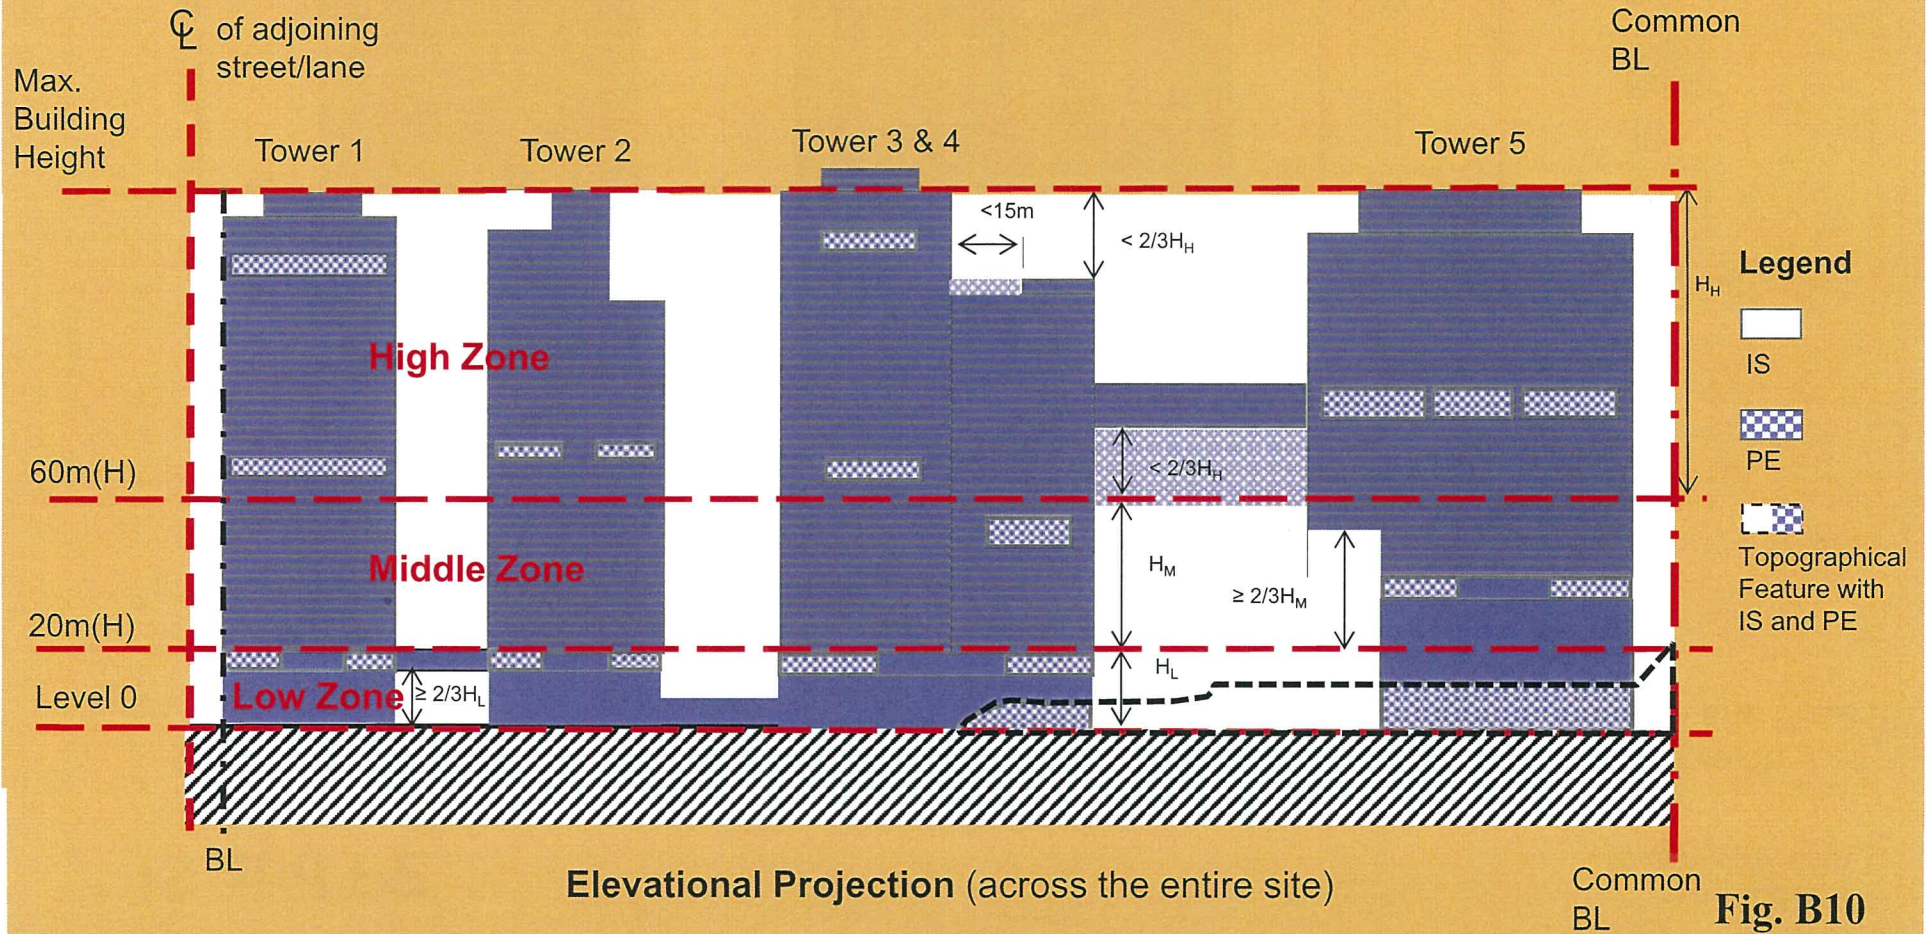 ℄ of adjoining
street/lane
Common
BL
Max.
Building
Height
Tower 1
Tower 2
Tower 3 & 4
Tower 5
<15m
< 2/3HH
HH
Legend
IS
PE
Topographical
Feature with
IS and PE
High Zone
60m(H)
< 2/3HH
Middle Zone
HM
≥ 2/3HM
20m(H)
Level 0
Low Zone
≥ 2/3HL
HL
BL
Elevational Projection (across the entire site)
Common
BL
Fig. B10